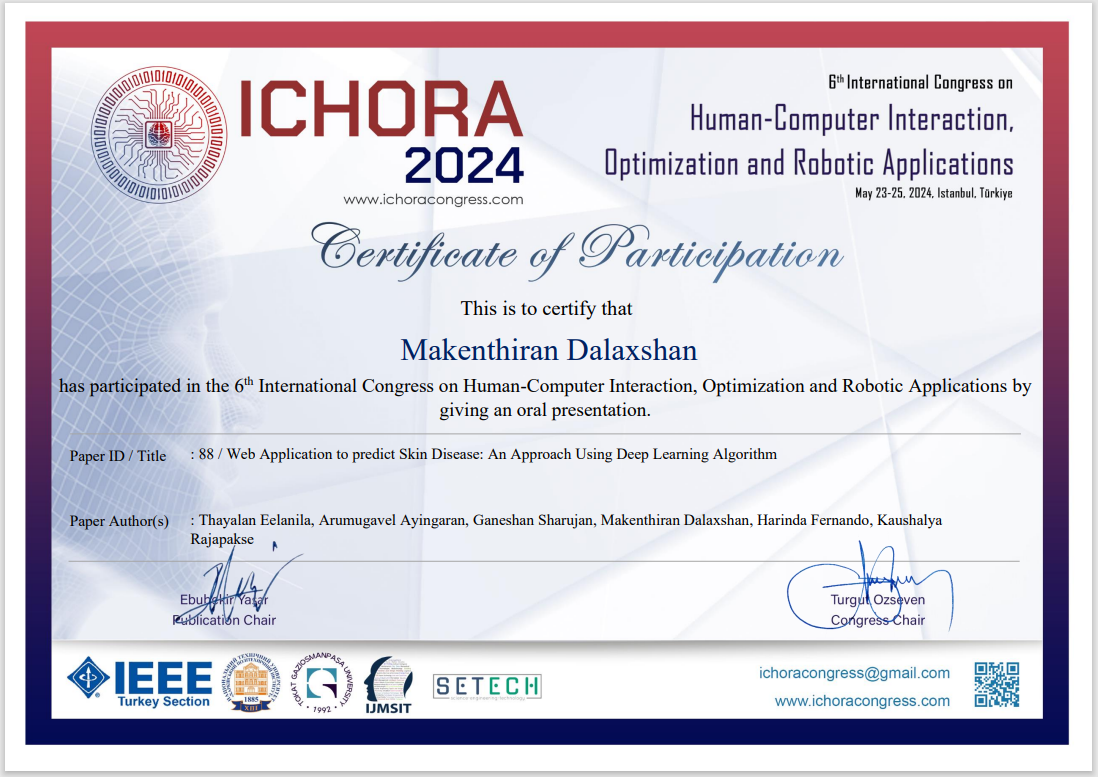 ICHORA
2024
www.ichoracongress.com
6th International Congress on
Human-Computer Interaction,
Optimization and Robotic Applications
May 23-25, 2024, Istanbul, Türkiye
Certificate of Participation
This is to certify that
Makenthiran Dalaxshan
has participated in the 6th International Congress on Human-Computer Interaction, Optimization and Robotic Applications by
giving an oral presentation.
Paper ID / Title : 88 / Web Application to predict Skin Disease: An Approach Using Deep Learning Algorithm
Paper Author(s) : Thayalan Eelanila, Arumugavel Ayingaran, Ganeshan Sharujan, Makenthiran Dalaxshan, Harinda Fernando, Kaushalya
Rajapakse
Ebubekir Yaşar
Publication Chair
Turgut Ozseven
Congress Chair
IEEE
Turkey Section
1885
TOKAT GAZIOSMANPASA UNIVERSITY
1992
IJMSIT
SETECH
ichoracongress@gmail.com
www.ichoracongress.com